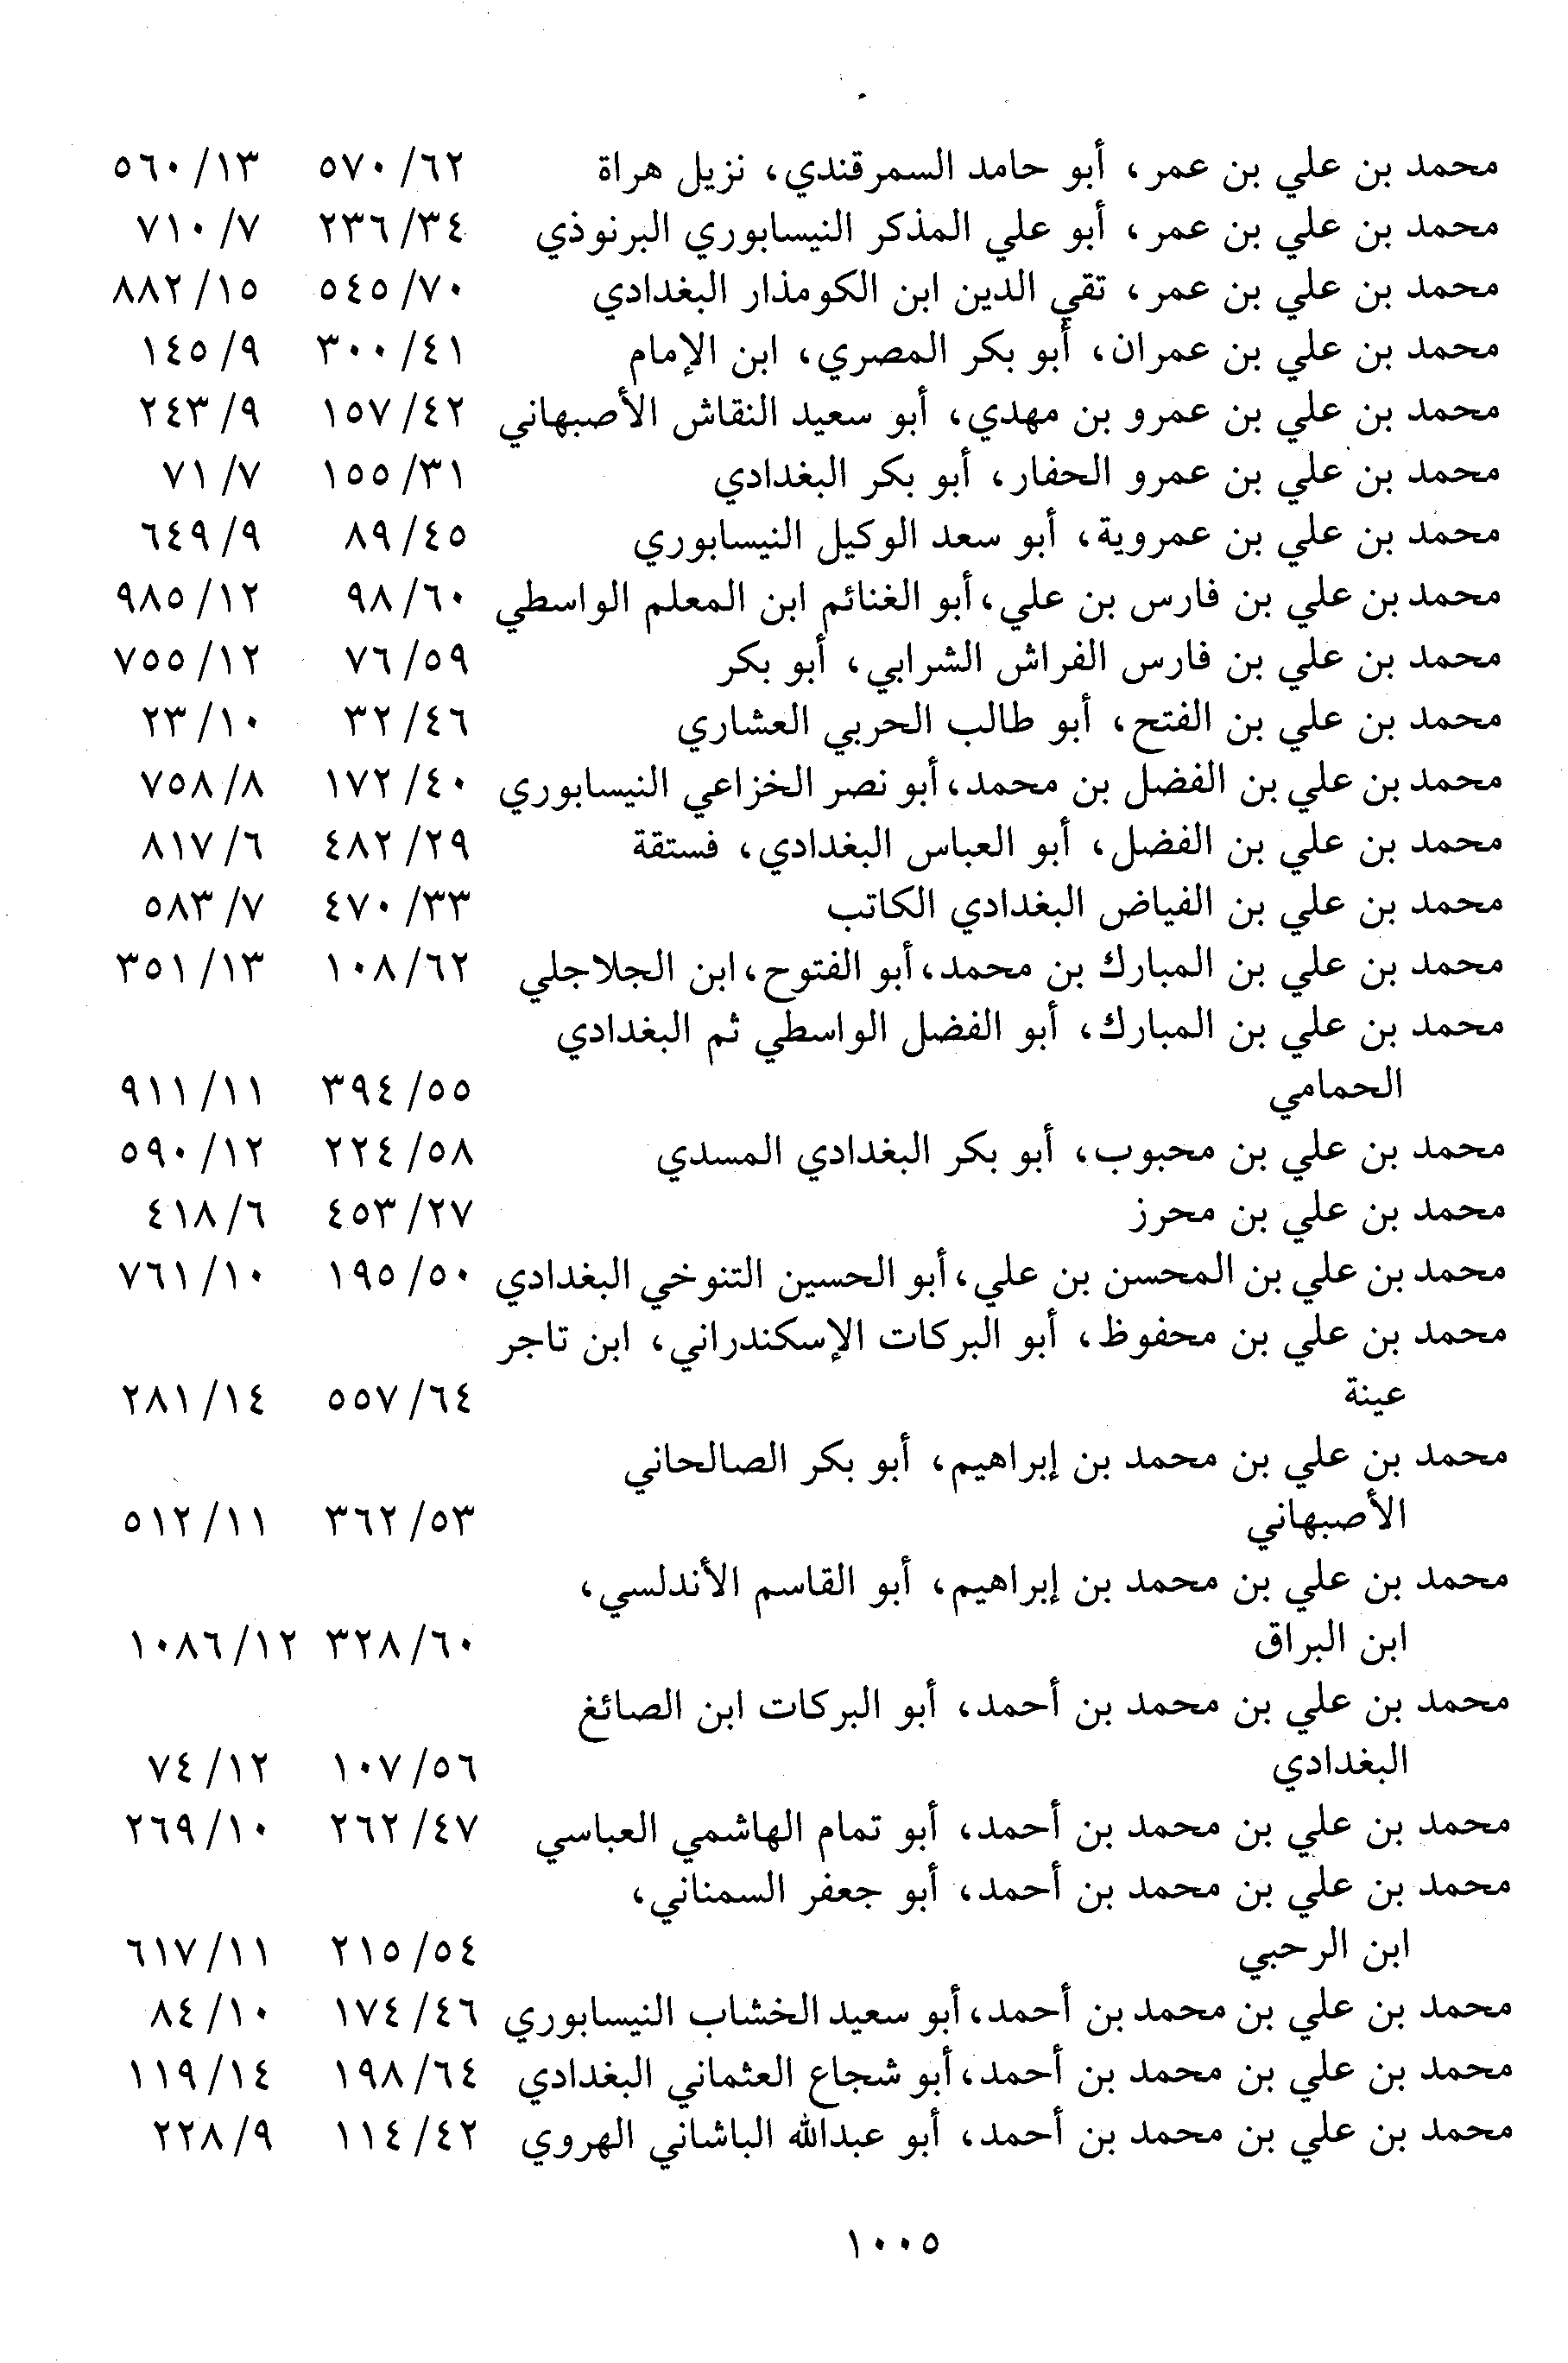 محمد بن علي بن عمر، أبو حامد السمرقندي، نزيل هراة ٦٢/ ٥٧٠ ١٣/ ٥٦٠
محمد بن علي بن عمر، أبو علي المذكر النيسابوري البرنوذي ٣٤/ ٢٣٦ ٧/ ٧١٠
محمد بن علي بن عمر، تقي الدين ابن الكومذار البغدادي ٧٠/ ٥٤٥ ١٥/ ٨٨٢
محمد بن علي بن عمران، أبو بكر المصري، ابن الإمام ٤١/ ٣٠٠ ٩/ ١٤٥
محمد بن علي بن عمرو بن مهدي، أبو سعيد النقاش الأصبهاني ٤٢/ ١٥٧ ٩/ ٢٤٣
محمد بن علي بن عمرو الحفار، أبو بكر البغدادي ٣١/ ١٥٥ ٧/ ٧١
محمد بن علي بن عمروية، أبو سعد الوكيل النيسابوري ٤٥/ ٨٩ ٩/ ٦٤٩
محمد بن علي بن فارس بن علي، أبو الغنائم ابن المعلم الواسطي ٦٠/ ٩٨ ١٢/ ٩٨٥
محمد بن علي بن فارس الفراش الشرابي، أبو بكر ٥٩/ ٧٦ ١٢/ ٧٥٥
محمد بن علي بن الفتح، أبو طالب الحربي العشاري ٤٦/ ٣٢ ١٠/ ٢٣
محمد بن علي بن الفضل بن محمد، أبو نصر الخزاعي النيسابوري ٤٠/ ١٧٢ ٨/ ٧٥٨
محمد بن علي بن الفضل، أبو العباس البغدادي، فستقة ٢٩/ ٤٨٢ ٦/ ٨١٧
محمد بن علي بن الفياض البغدادي الكاتب ٣٣/ ٤٧٠ ٧/ ٥٨٣
محمد بن علي بن المبارك بن محمد، أبو الفتوح، ابن الجلاجلي ٦٢/ ١٠٨ ١٣/ ٣٥١
محمد بن علي بن المبارك، أبو الفضل الواسطي ثم البغدادي
الحمامي ٥٥/ ٣٩٤ ١١/ ٩١١
محمد بن علي بن محبوب، أبو بكر البغدادي المسدي ٥٨/ ٢٢٤ ١٢/ ٥٩٠
محمد بن علي بن محرز ٢٧/ ٤٥٣ ٦/ ٤١٨
محمد بن علي بن المحسن بن علي، أبو الحسين التنوخي البغدادي ٥٠/ ١٩٥ ١٠/ ٧٦١
محمد بن علي بن محفوظ، أبو البركات الإسكندراني، ابن تاجر
عينة ٦٤/ ٥٥٧ ١٤/ ٢٨١
محمد بن علي بن محمد بن إبراهيم، أبو بكر الصالحاني
الأصبهاني ٥٣/ ٣٦٢ ١١/ ٥١٢
محمد بن علي بن محمد بن إبراهيم، أبو القاسم الأندلسي،
ابن البراق ٦٠/ ٣٢٨ ١٢/ ١٠٨٦
محمد بن علي بن محمد بن أحمد، أبو البركات ابن الصائغ
البغدادي ٥٦/ ١٠٧ ١٢/ ٧٤
محمد بن علي بن محمد بن أحمد، أبو تمام الهاشمي العباسي ٤٧/ ٢٦٢ ١٠/ ٢٦٩
محمد بن علي بن محمد بن أحمد، أبو جعفر السمناني،
ابن الرحبي ٥٤/ ٢١٥ ١١/ ٦١٧
محمد بن علي بن محمد بن أحمد، أبو سعيد الخشاب النيسابوري ٤٦/ ١٧٤ ١٠/ ٨٤
محمد بن علي بن محمد بن أحمد، أبو شجاع العثماني البغدادي ٦٤/ ١٩٨ ١٤/ ١١٩
محمد بن علي بن محمد بن أحمد، أبو عبدالله الباشاني الهروي ٤٢/ ١١٤ ٩/ ٢٢٨
١٠٠٥